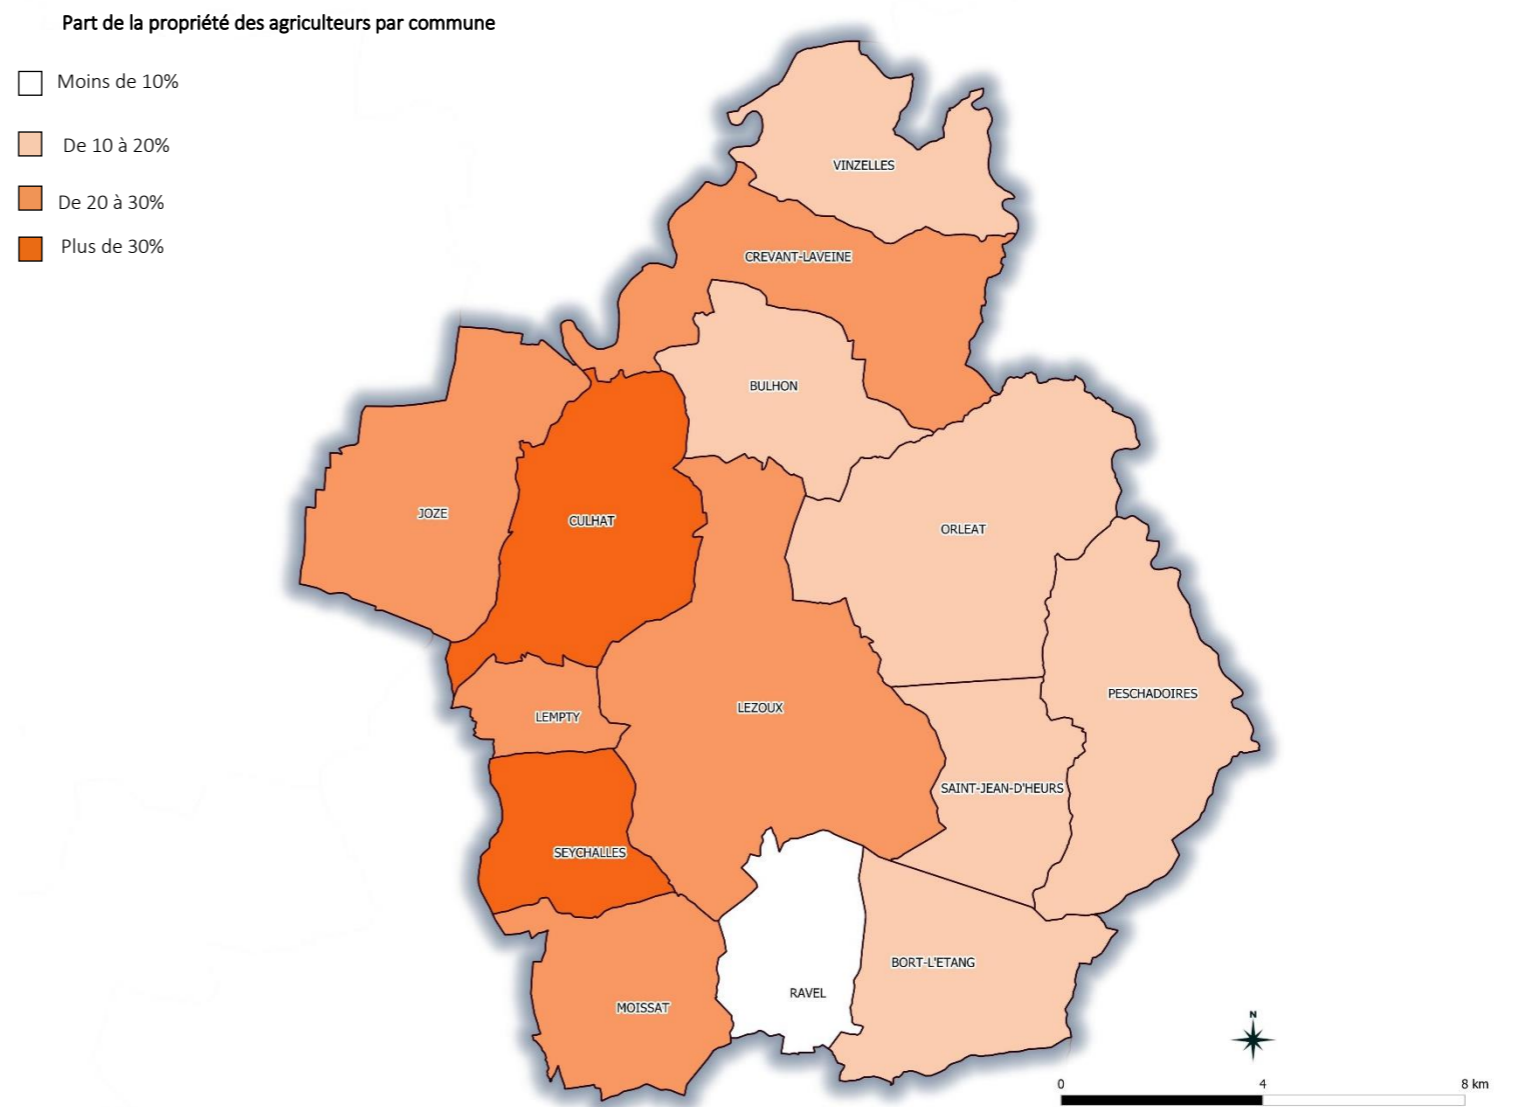 Part de la propriété des agriculteurs par commune
Moins de 10%
De 10 à 20%
De 20 à 30%
Plus de 30%
VINZELLES
CREVANT-LAVEINE
BULHON
JOZE
CULHAT
ORLEAT
PESCHADOIRES
LEMPTY
LEZOUX
SAINT-JEAN-D'HEURS
SEYCHALLES
BORT-L'ETANG
RAVEL
MOISSAT
N
0 4 8 km